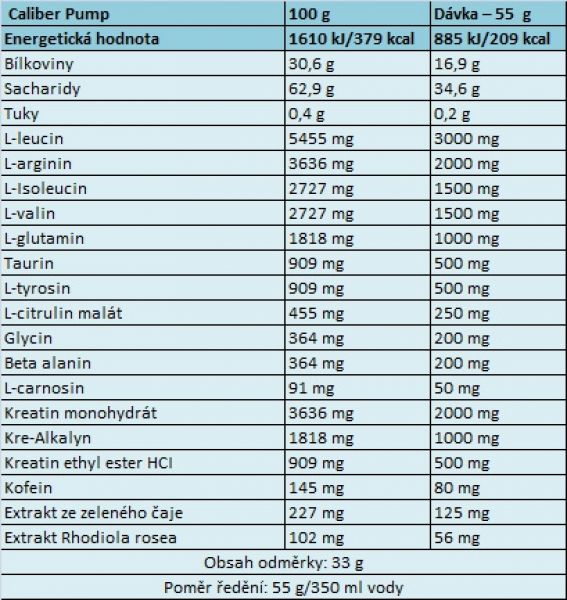 Caliber Pump 100 g Dávka – 55 g
Energetická hodnota 1610 kJ/379 kcal 885 kJ/209 kcal
Bílkoviny 30,6 g 16,9 g
Sacharidy 62,9 g 34,6 g
Tuky 0,4 g 0,2 g
L-leucin 5455 mg 3000 mg
L-arginin 3636 mg 2000 mg
L-Isoleucin 2727 mg 1500 mg
L-valin 2727 mg 1500 mg
L-glutamin 1818 mg 1000 mg
Taurin 909 mg 500 mg
L-tyrosin 909 mg 500 mg
L-citrulin malát 455 mg 250 mg
Glycin 364 mg 200 mg
Beta alanin 364 mg 200 mg
L-carnosin 91 mg 50 mg
Kreatin monohydrát 3636 mg 2000 mg
Kre-Alkalyn 1818 mg 1000 mg
Kreatin ethyl ester HCI 909 mg 500 mg
Kofein 145 mg 80 mg
Extrakt ze zeleného čaje 227 mg 125 mg
Extrakt Rhodiola rosea 102 mg 56 mg
Obsah odměrky: 33 g
Poměr ředění: 55 g/350 ml vody